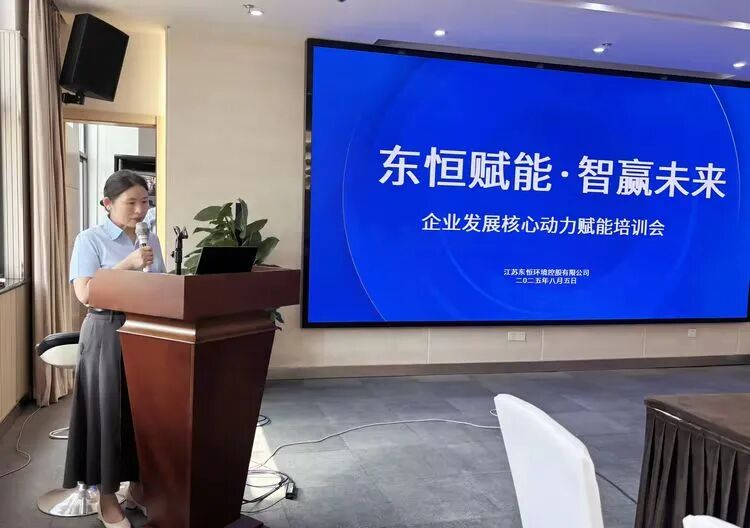 东恒赋能·智赢未来
企业发展核心动力赋能培训会
江苏东恒环境控股有限公司
二〇二五年八月五日